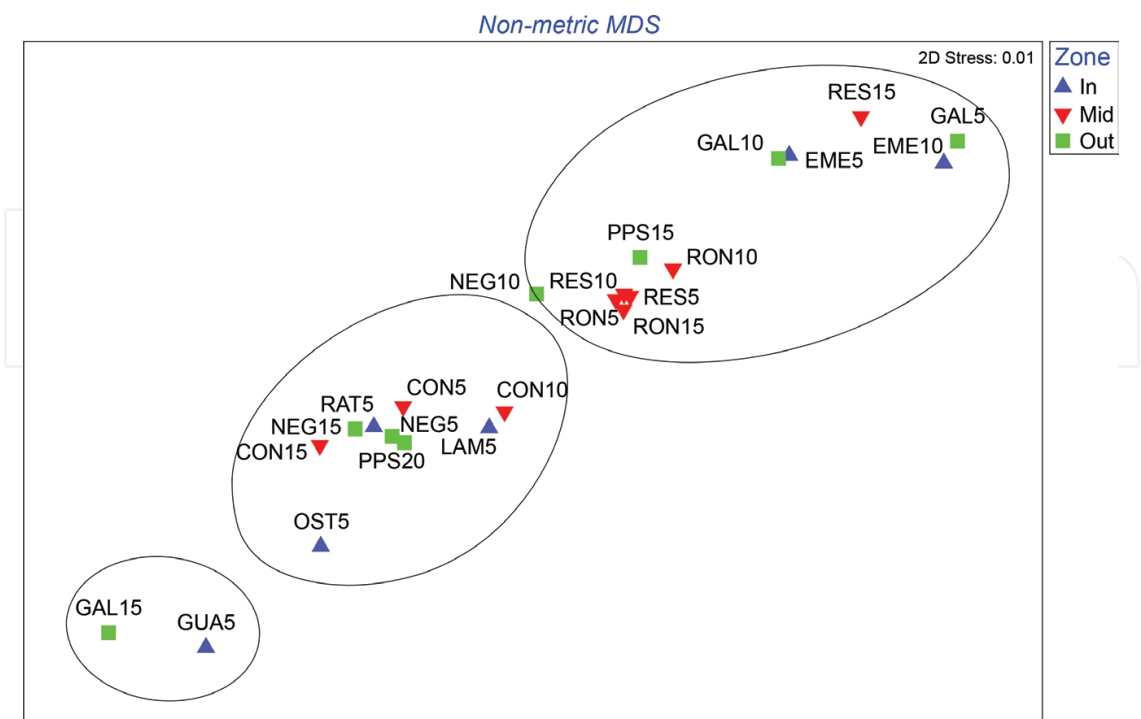 Non-metric MDS
2D Stress: 0.01
Zone
In
Mid
Out
RES15
GAL5
GAL10
EME10
EME5
PPS15
RON10
NEG10
RES10
RES5
RON5
RON15
CON5
CON10
RAT5
NEG15
NEG5
CON15
LAM5
PPS20
OST5
GAL15
GUA5